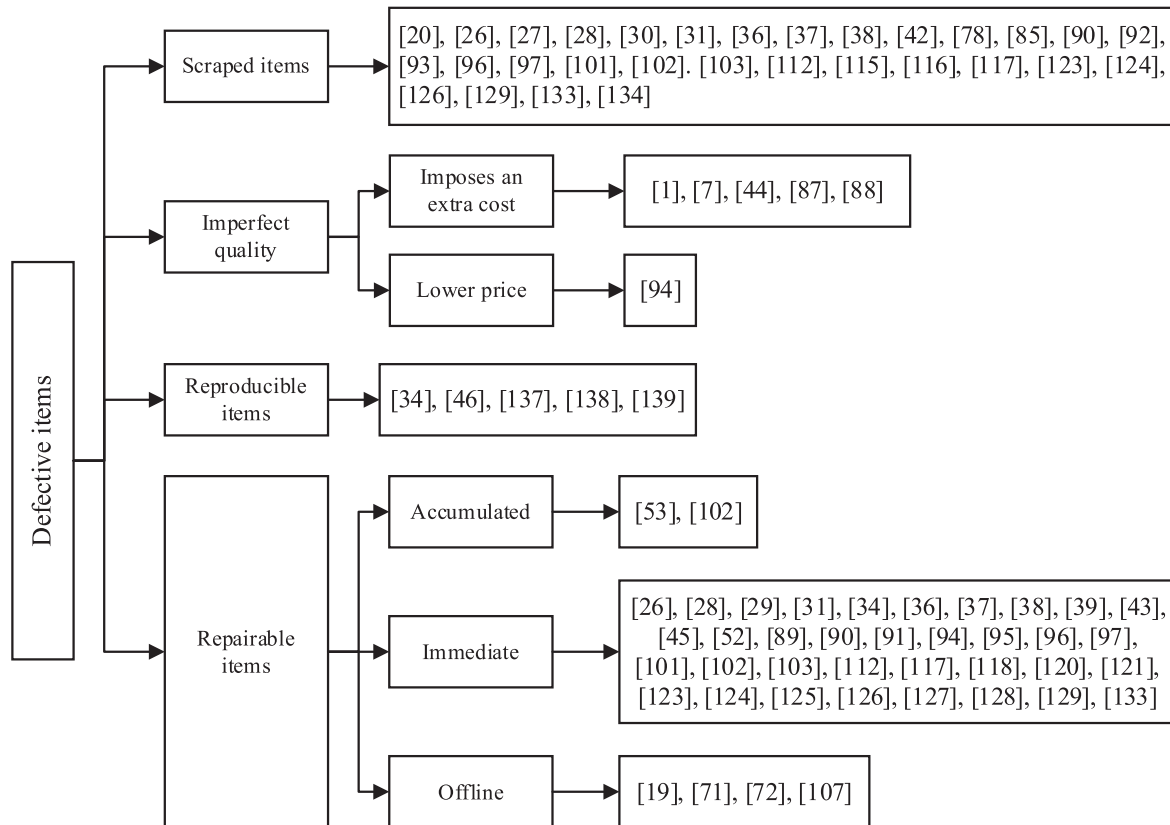 Defective items
Scraped items
[20], [26], [27], [28], [30], [31], [36], [37], [38], [42], [78], [85], [90], [92],
[93], [96], [97], [101], [102]. [103], [112], [115], [116], [117], [123], [124],
[126], [129], [133], [134]
Imperfect
quality
Imposes an
extra cost
[1], [7], [44], [87], [88]
Lower price
[94]
Reproducible
items
[34], [46], [137], [138], [139]
Repairable
items
Accumulated
[53], [102]
Immediate
[26], [28], [29], [31], [34], [36], [37], [38], [39], [43],
[45], [52], [89], [90], [91], [94], [95], [96], [97],
[101], [102], [103], [112], [117], [118], [120], [121],
[123], [124], [125], [126], [127], [128], [129], [133]
Offline
[19], [71], [72], [107]